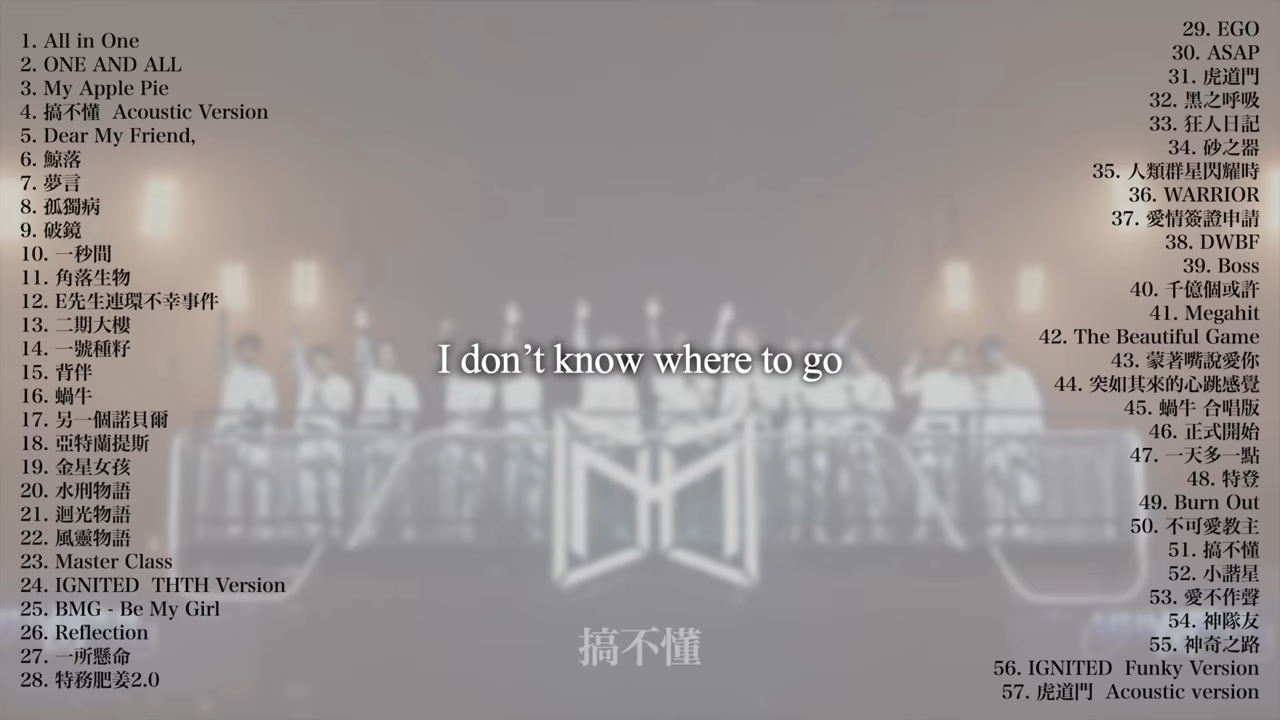 1. All in One
2. ONE AND ALL
3. My Apple Pie
4. 搞不懂 Acoustic Version
5. Dear My Friend,
6. 鯨落
7. 夢言
8. 孤獨病
9. 破鏡
10. 一秒間
11. 角落生物
12. E先生連環不幸事件
13. 二期大樓
14. 一號種籽
15. 背伴
16. 蝸牛
17. 另一個諾貝爾
18. 亞特蘭提斯
19. 金星女孩
20. 水刑物語
21. 迴光物語
22. 風靈物語
23. Master Class
24. IGNITED THTH Version
25. BMG - Be My Girl
26. Reflection
27. 一所懸命
28. 特務肥姜2.0
I don’t know where to go
搞不懂
29. EGO
30. ASAP
31. 虎道門
32. 黑之呼吸
33. 狂人日記
34. 砂之器
35. 人類群星閃耀時
36. WARRIOR
37. 愛情簽證申請
38. DWBF
39. Boss
40. 千億個或許
41. Megahit
42. The Beautiful Game
43. 蒙著嘴說愛你
44. 突如其來的心跳感覺
45. 蝸牛 合唱版
46. 正式開始
47. 一天多一點
48. 特登
49. Burn Out
50. 不可愛教主
51. 搞不懂
52. 小諧星
53. 愛不作聲
54. 神隊友
55. 神奇之路
56. IGNITED Funky Version
57. 虎道門 Acoustic version